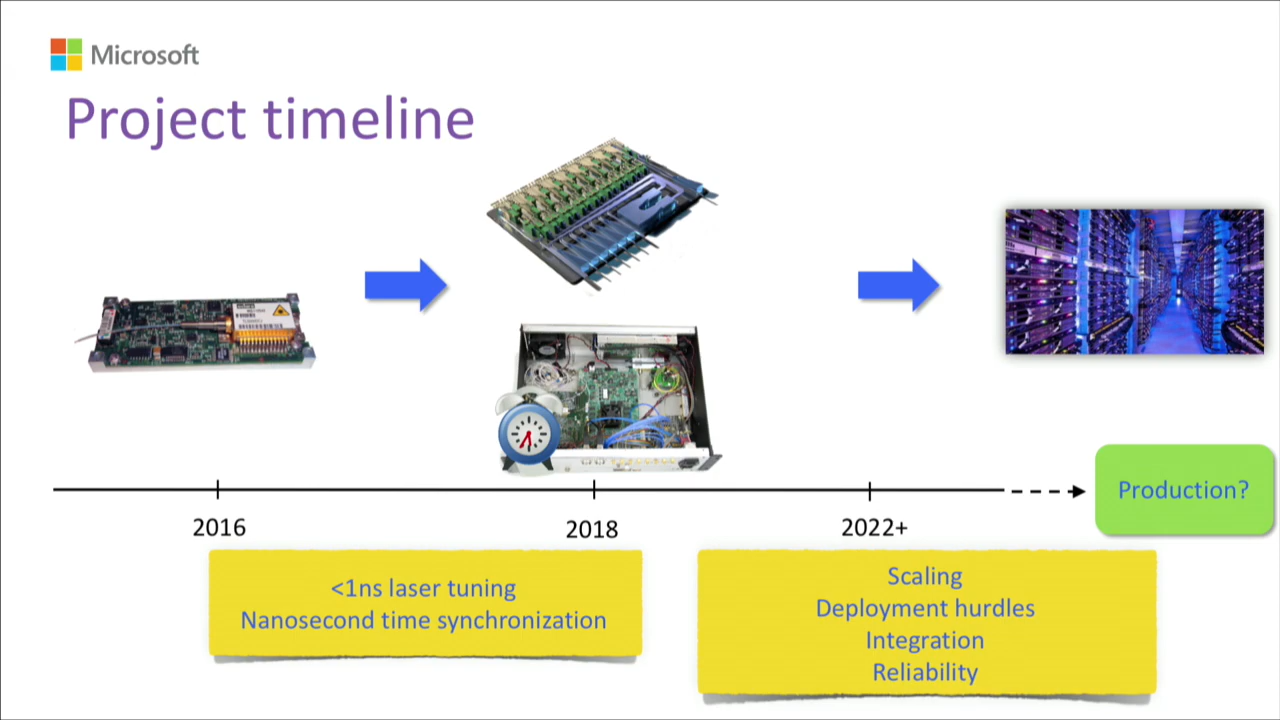 Microsoft
Project timeline
2016
2018
2022+
Production?
<1ns laser tuning
Nanosecond time synchronization
Scaling
Deployment hurdles
Integration
Reliability